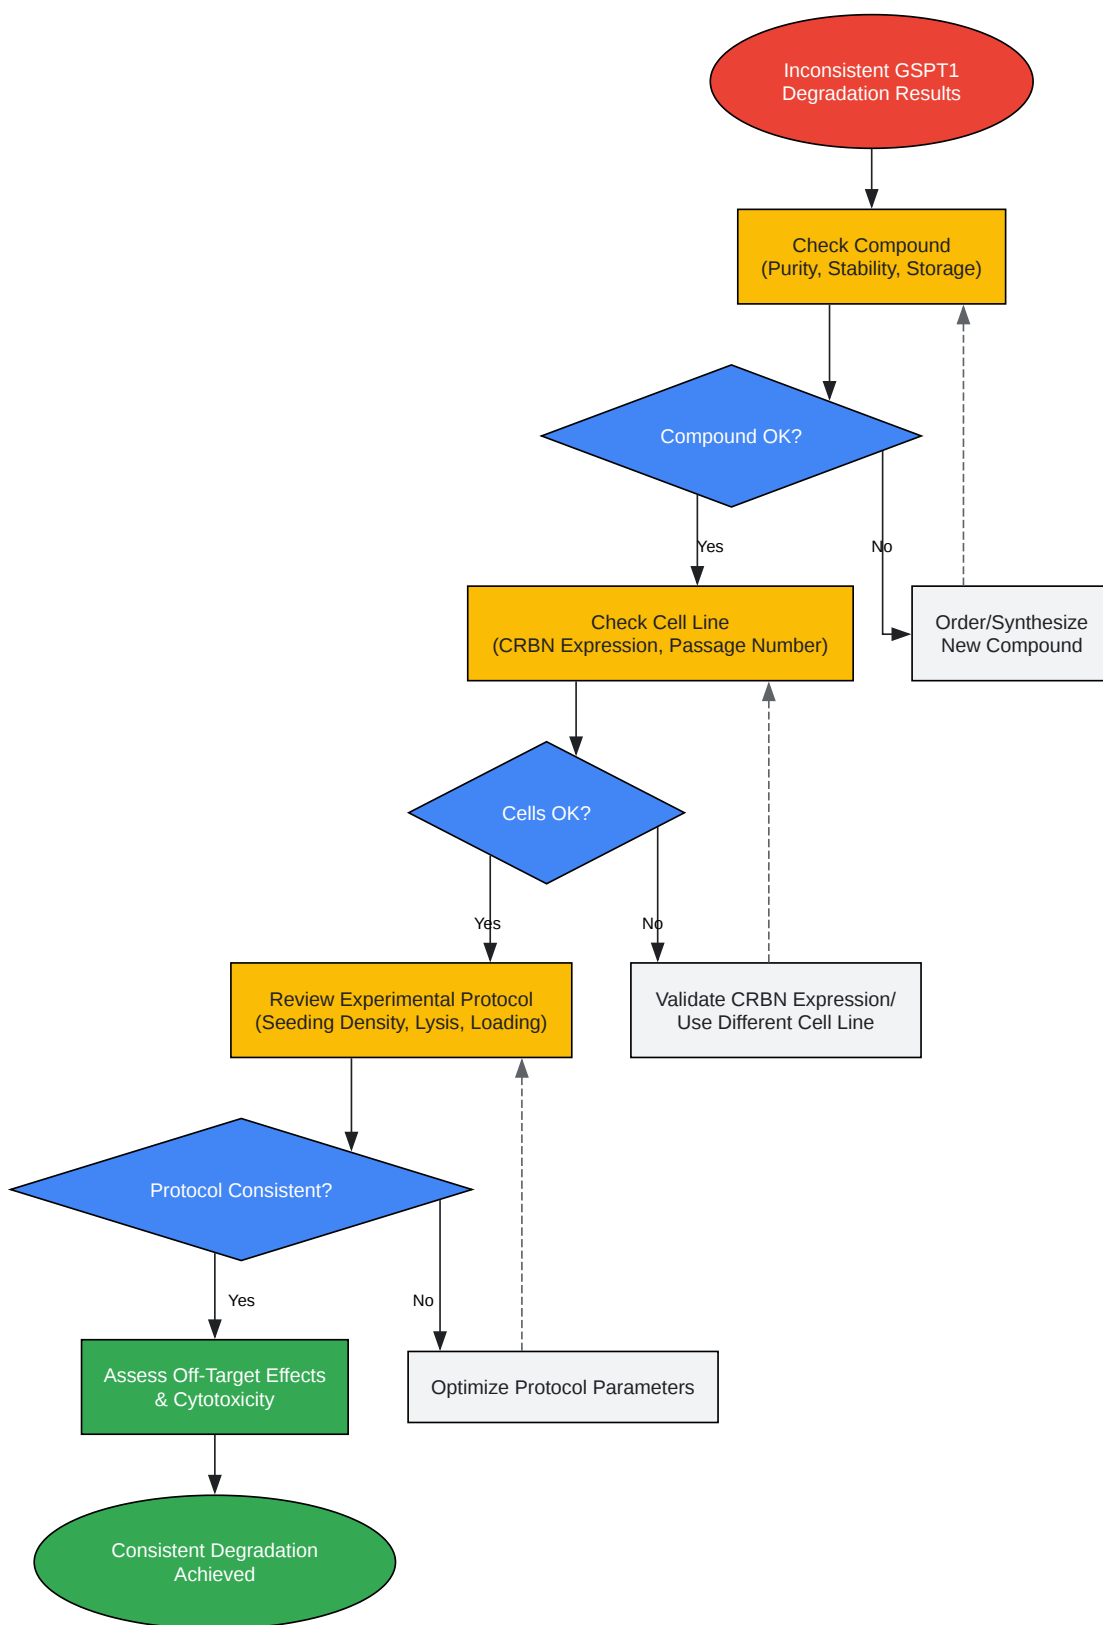 Inconsistent GSPT1
Degradation Results
Check Compound
(Purity, Stability, Storage)
Compound OK?
Yes
No
Check Cell Line
(CRBN Expression, Passage Number)
Order/Synthesize
New Compound
Cells OK?
Yes
No
Review Experimental Protocol
(Seeding Density, Lysis, Loading)
Validate CRBN Expression/
Use Different Cell Line
Protocol Consistent?
Yes
No
Assess Off-Target Effects
& Cytotoxicity
Optimize Protocol Parameters
Consistent Degradation
Achieved